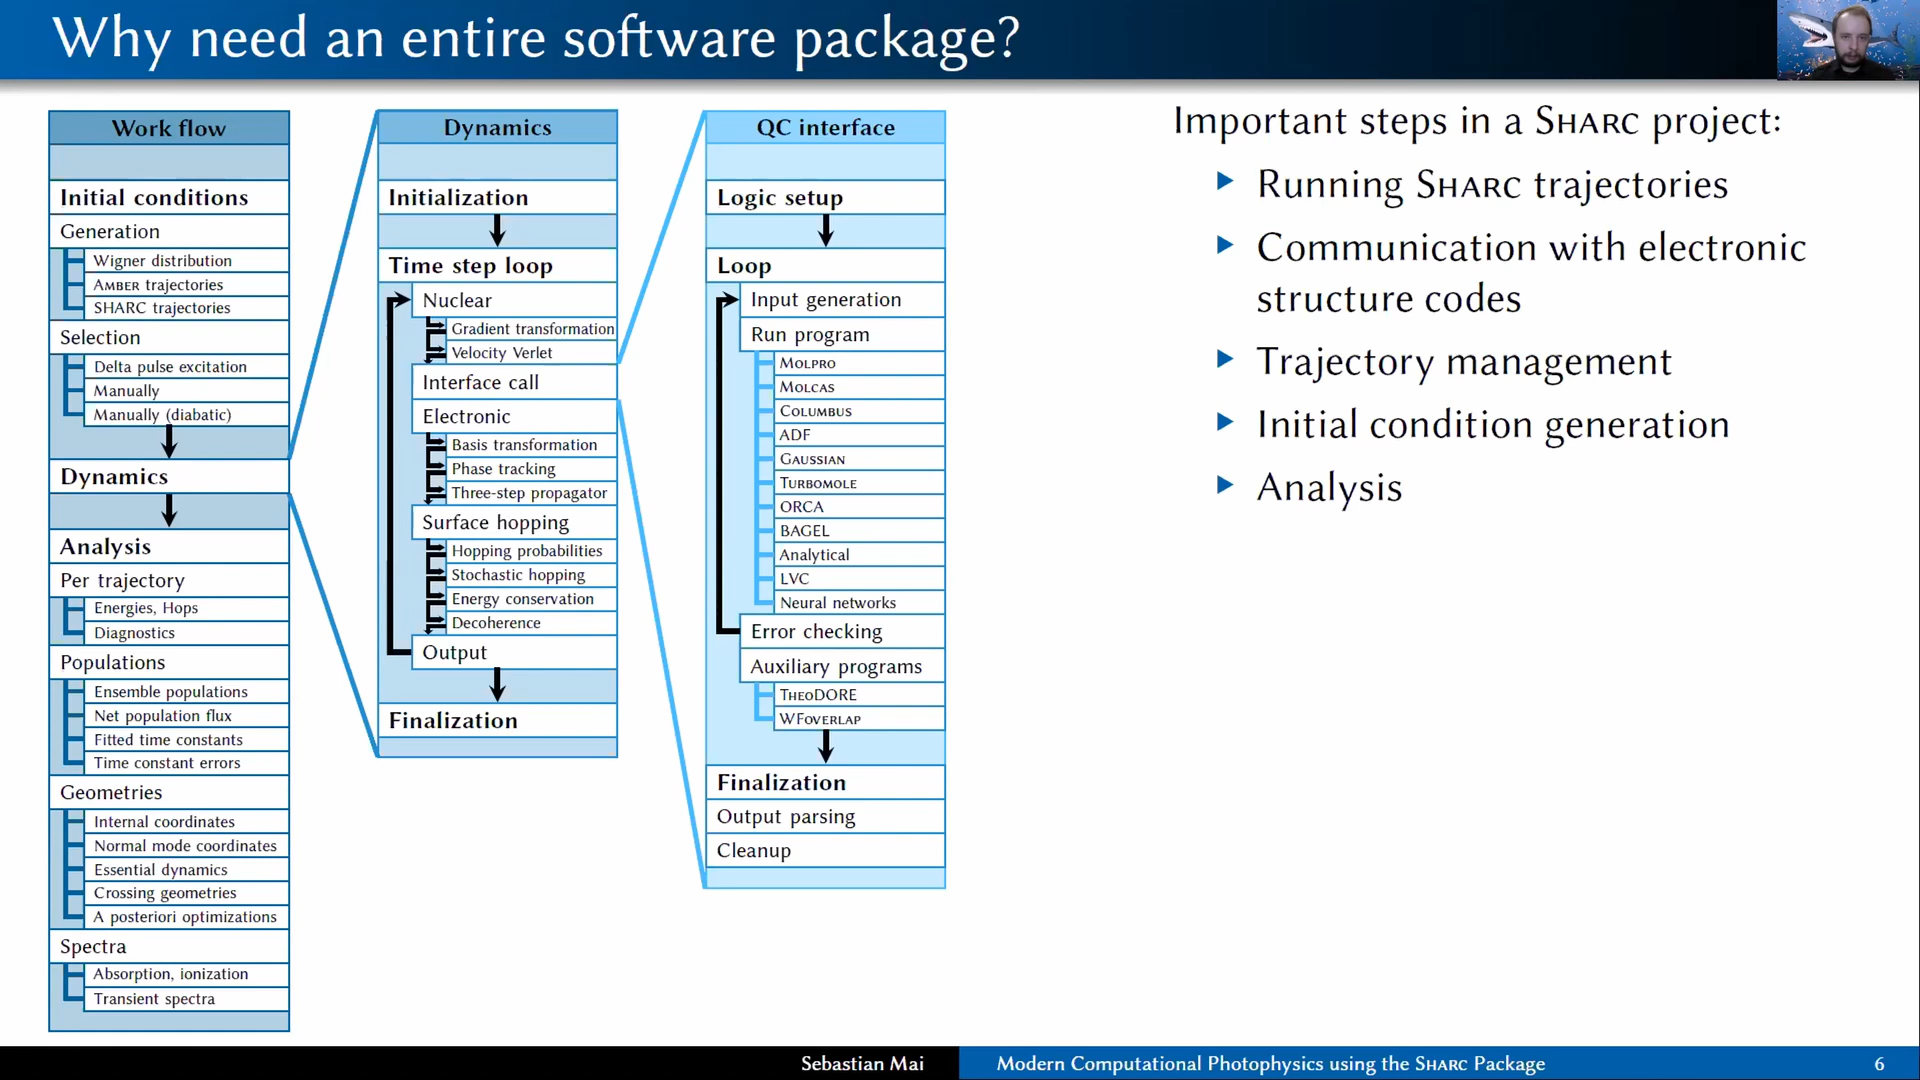 Why need an entire software package?
Work flow
Initial conditions
Generation
Wigner distribution
AMBER trajectories
SHARC trajectories
Selection
Delta pulse excitation
Manually
Manually (diabatic)
Dynamics
Analysis
Per trajectory
Energies, Hops
Diagnostics
Populations
Ensemble populations
Net population flux
Fitted time constants
Time constant errors
Geometries
Internal coordinates
Normal mode coordinates
Essential dynamics
Crossing geometries
A posteriori optimizations
Spectra
Absorption, ionization
Transient spectra
Dynamics
Initialization
Time step loop
Nuclear
Gradient transformation
Velocity Verlet
Interface call
Electronic
Basis transformation
Phase tracking
Three-step propagator
Surface hopping
Hopping probabilities
Stochastic hopping
Energy conservation
Decoherence
Output
Finalization
QC interface
Logic setup
Loop
Input generation
Run program
MOLPRO
MOLCAS
COLUMBUS
ADF
GAUSSIAN
TURBOMOLE
ORCA
BAGEL
Analytical
LVC
Neural networks
Error checking
Auxiliary programs
THEODORE
WFOVERLAP
Finalization
Output parsing
Cleanup
Important steps in a SHARC project:
Running SHARC trajectories
Communication with electronic
structure codes
Trajectory management
Initial condition generation
Analysis
Sebastian Mai
Modern Computational Photophysics using the SHARC Package
6